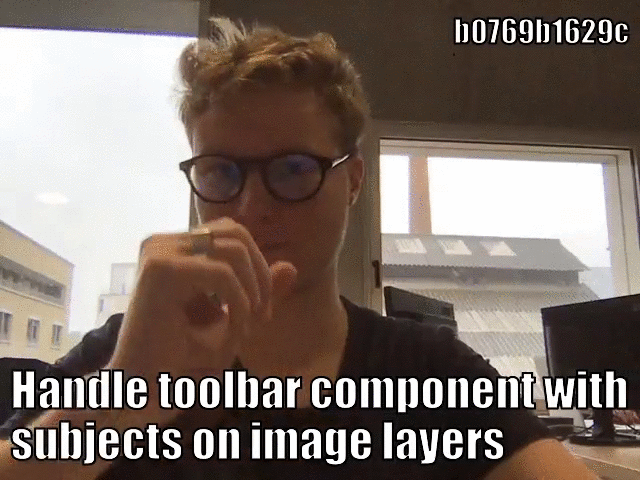 b0769b1629c
Handle toolbar component with
subjects on image layers